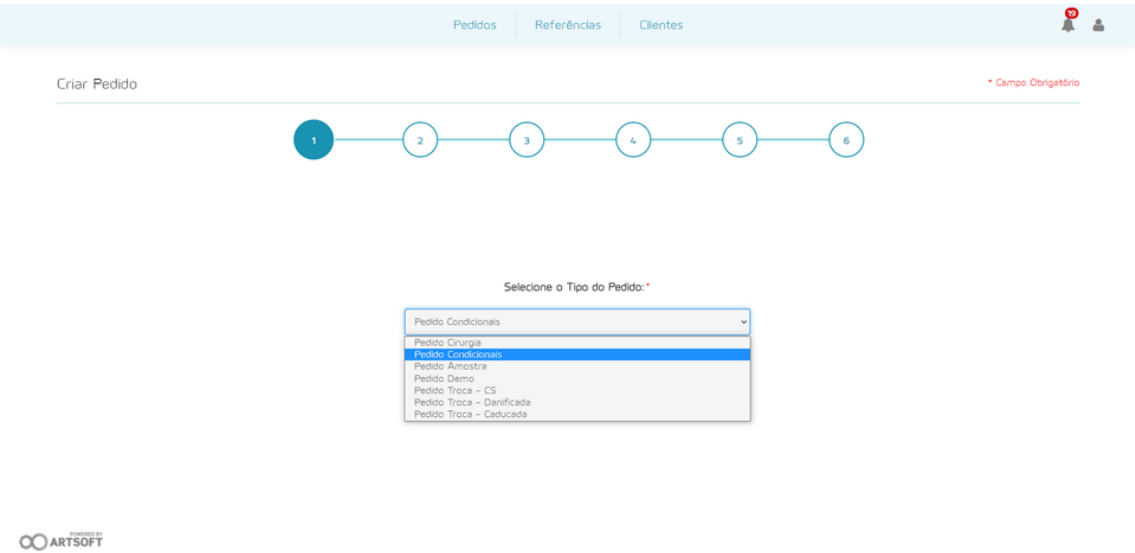 Pedidos Referências Clientes 19
Criar Pedido * Campo Obrigatório
1 2 3 4 5 6
Selecione o Tipo do Pedido:*
Pedido Condicionais
Pedido Cirurgia
Pedido Condicionais
Pedido Amostra
Pedido Demo
Pedido Troca - CS
Pedido Troca - Danificada
Pedido Troca - Caducada
POWERED BY
ARTSOFT